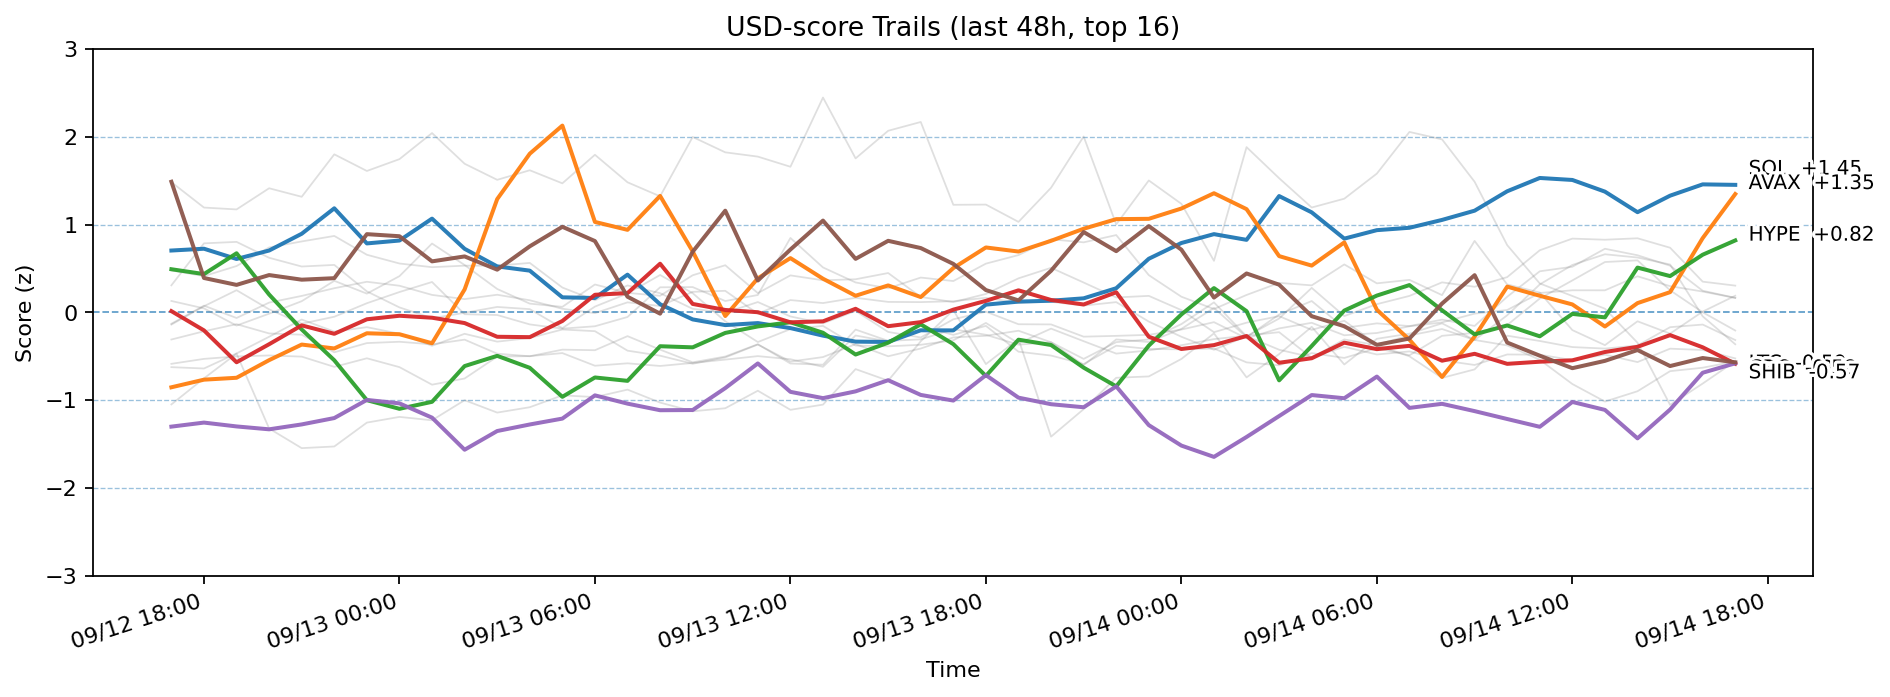 USD-score Trails (last 48h, top 16)
Score (z)
3
2
1
0
−1
−2
−3
SOL +1.45
AVAX +1.35
HYPE +0.82
SHIB -0.57
09/12 18:00
09/13 00:00
09/13 06:00
09/13 12:00
09/13 18:00
09/14 00:00
09/14 06:00
09/14 12:00
09/14 18:00
Time